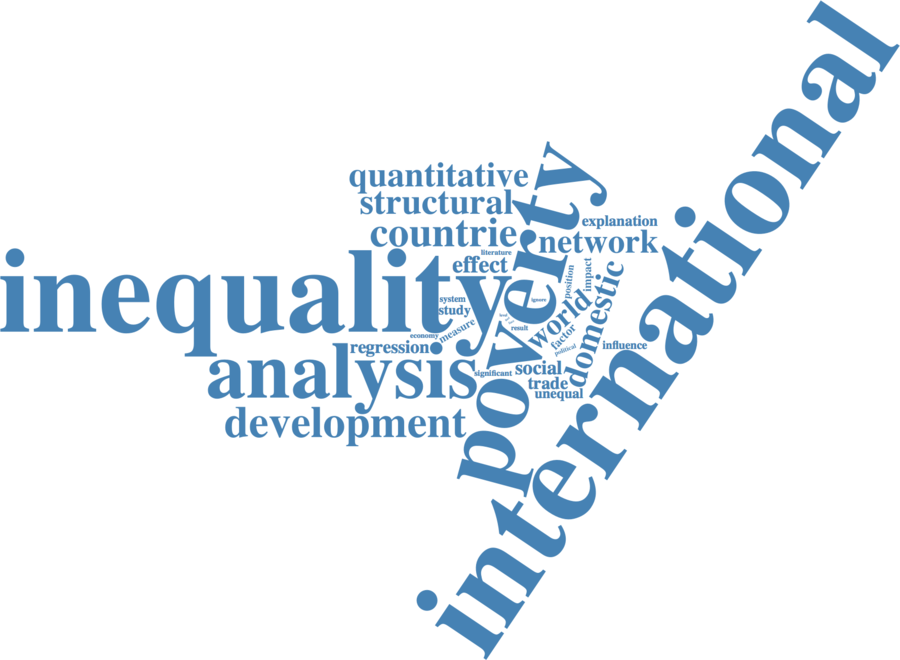 international
poverty
quantitative
structural
explanation
countrie
network
literature
effect
inequality
position
impact
domestic
system
ignore
study
world
result
measure
factor
economy
influence
regression
political
analysis
significant
social
trade
unequal
development